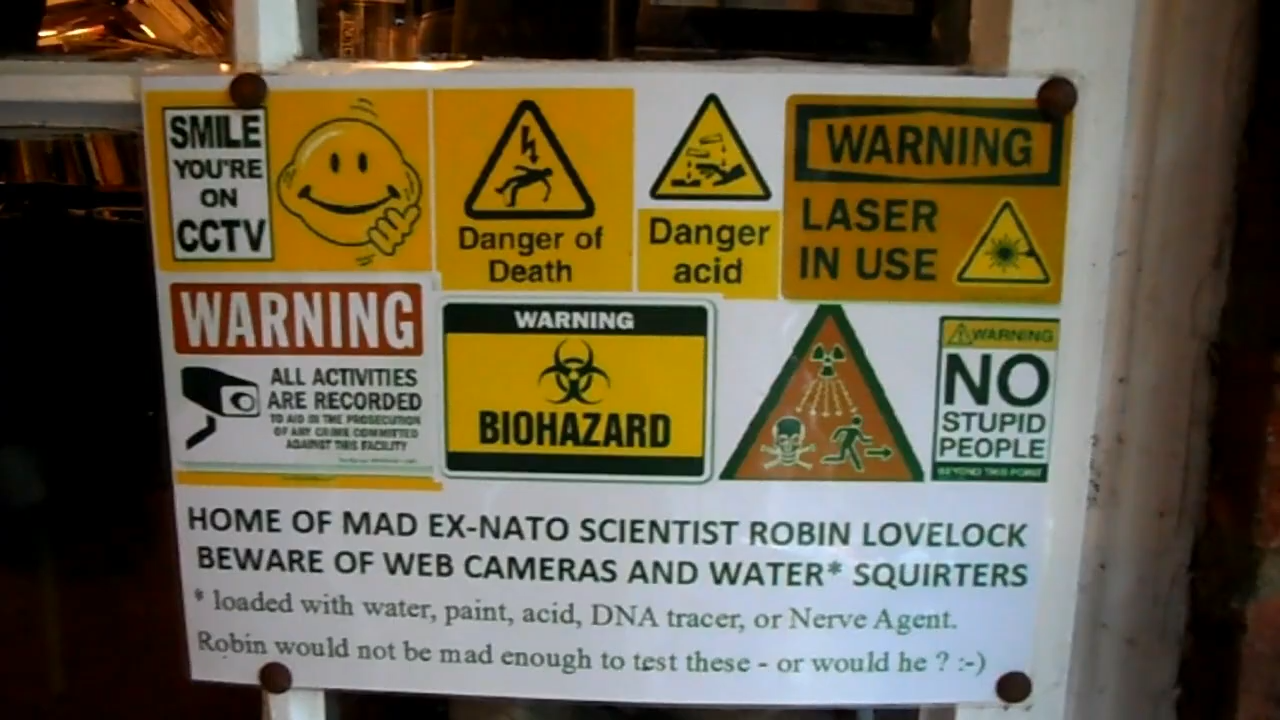 SMILE
YOU'RE
ON
CCTV
Danger of
Death
Danger
acid
WARNING
LASER
IN USE
WARNING
ALL ACTIVITIES
ARE RECORDED
TO AID IN THE PROSECUTION
OF ANY CRIME COMMITTED
AGAINST THIS FACILITY
WARNING
BIOHAZARD
WARNING
NO
STUPID
PEOPLE
BEYOND THIS POINT
HOME OF MAD EX-NATO SCIENTIST ROBIN LOVELOCK
BEWARE OF WEB CAMERAS AND WATER* SQUIRTERS
* loaded with water, paint, acid, DNA tracer, or Nerve Agent.
Robin would not be mad enough to test these - or would he ? :-)